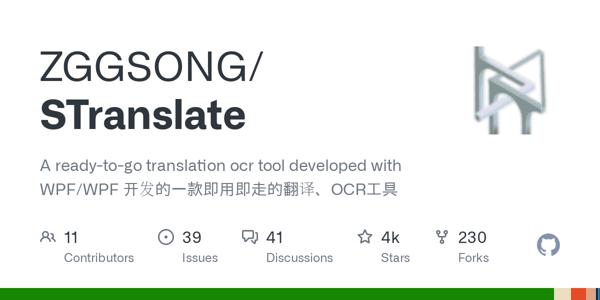 ZGGSONG/
STranslate
A ready-to-go translation ocr tool developed with
WPF/WPF 开发的一款即用即走的翻译、OCR工具
11 39 41 4k 230
Contributors Issues Discussions Stars Forks